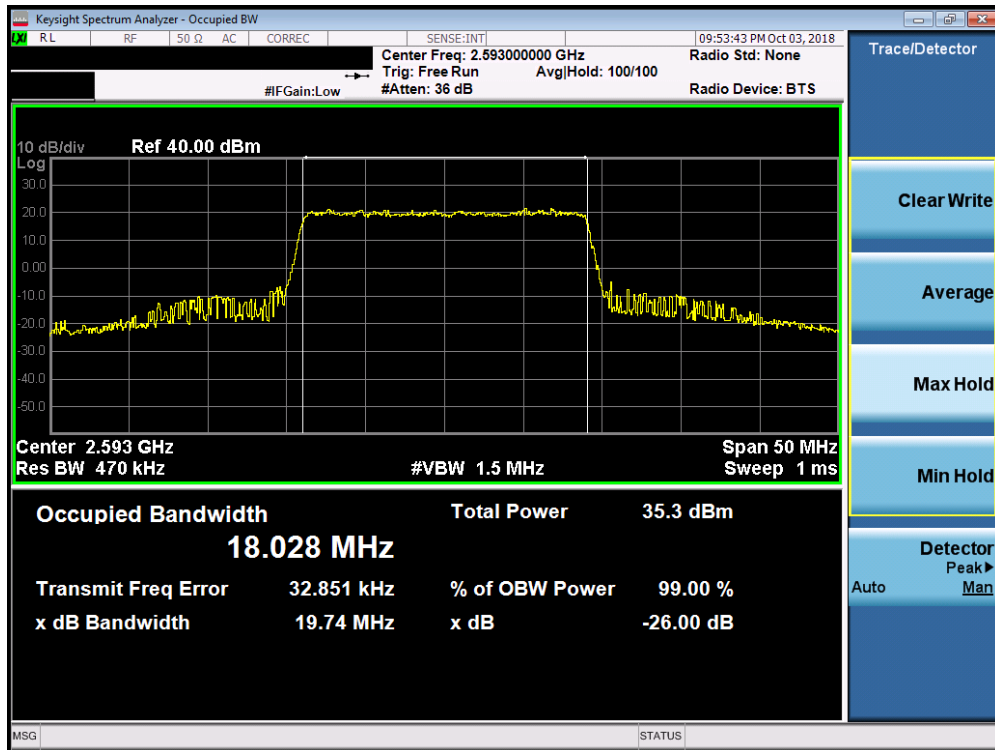 Keysight Spectrum Analyzer - Occupied BW
LXI RL RF 50 Ω AC CORREC SENSE:INT 09:53:43 PM Oct 03, 2018
Center Freq: 2.593000000 GHz Radio Std: None
Trig: Free Run Avg|Hold: 100/100
#IFGain:Low #Atten: 36 dB Radio Device: BTS
10 dB/div Ref 40.00 dBm
Log
30.0
20.0
10.0
0.00
-10.0
-20.0
-30.0
-40.0
-50.0
Center 2.593 GHz Span 50 MHz
Res BW 470 kHz #VBW 1.5 MHz Sweep 1 ms
Occupied Bandwidth Total Power 35.3 dBm
18.028 MHz
Transmit Freq Error 32.851 kHz % of OBW Power 99.00 %
x dB Bandwidth 19.74 MHz x dB -26.00 dB
MSG STATUS
Trace/Detector
Clear Write
Average
Max Hold
Min Hold
Detector
Peak▶
Auto Man